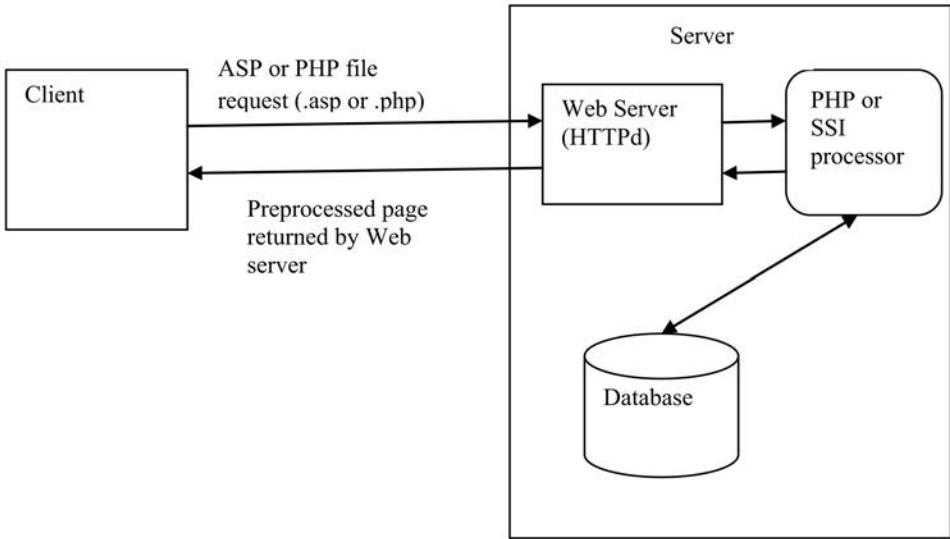 Server
Client
ASP or PHP file
request (.asp or .php)
Web Server
(HTTPd)
PHP or
SSI
processor
Preprocessed page
returned by Web
server
Database